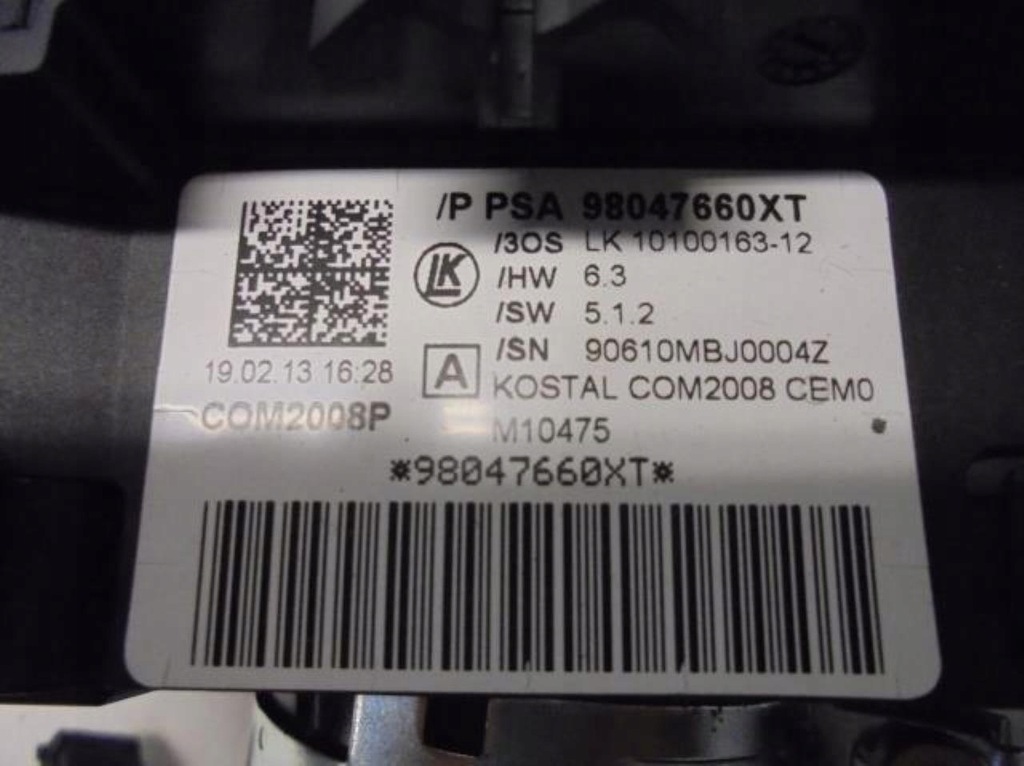 /P PSA 98047660XT
/3OS LK 10100163-12
LK
/HW 6.3
/SW 5.1.2
/SN 90610MBJ0004Z
19.02.13 16:28
A
KOSTAL COM2008 CEM0
COM2008P
M10475
*98047660XT*